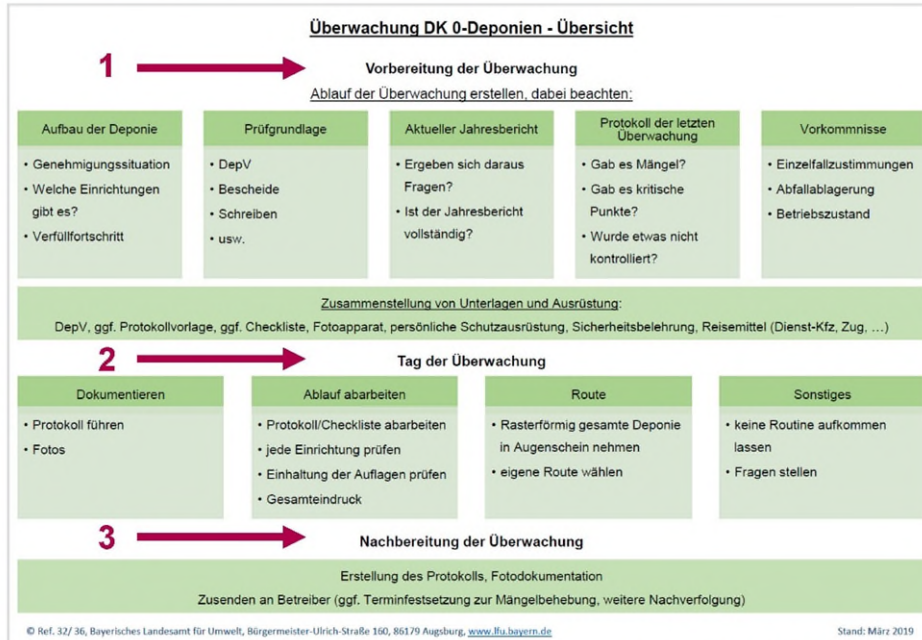 Überwachung DK 0-Deponien - Übersicht
1
Vorbereitung der Überwachung
Ablauf der Überwachung erstellen, dabei beachten:
Aufbau der Deponie
• Genehmigungssituation
• Welche Einrichtungen
gibt es?
• Verfüllfortschritt
Prüfgrundlage
• DepV
• Bescheide
• Schreiben
• usw.
Aktueller Jahresbericht
• Ergeben sich daraus
Fragen?
• Ist der Jahresbericht
vollständig?
Protokoll der letzten
Überwachung
• Gab es Mängel?
• Gab es kritische
Punkte?
• Wurde etwas nicht
kontrolliert?
Vorkommnisse
• Einzelfallzustimmungen
• Abfallablagerung
• Betriebszustand
Zusammenstellung von Unterlagen und Ausrüstung:
DepV, ggf. Protokollvorlage, ggf. Checkliste, Fotoapparat, persönliche Schutzausrüstung, Sicherheitsbelehrung, Reisemittel (Dienst-Kfz, Zug, ...)
2
Tag der Überwachung
Dokumentieren
• Protokoll führen
• Fotos
Ablauf abarbeiten
• Protokoll/Checkliste abarbeiten
• jede Einrichtung prüfen
• Einhaltung der Auflagen prüfen
• Gesamteindruck
Route
• Rasterförmig gesamte Deponie
in Augenschein nehmen
• eigene Route wählen
Sonstiges
• keine Routine aufkommen
lassen
• Fragen stellen
3
Nachbereitung der Überwachung
Erstellung des Protokolls, Fotodokumentation
Zusenden an Betreiber (ggf. Terminfestsetzung zur Mängelbehebung, weitere Nachverfolgung)
© Ref. 32/ 36, Bayerisches Landesamt für Umwelt, Bürgermeister-Ulrich-Straße 160, 86179 Augsburg, www.lfu.bayern.de
Stand: März 2019